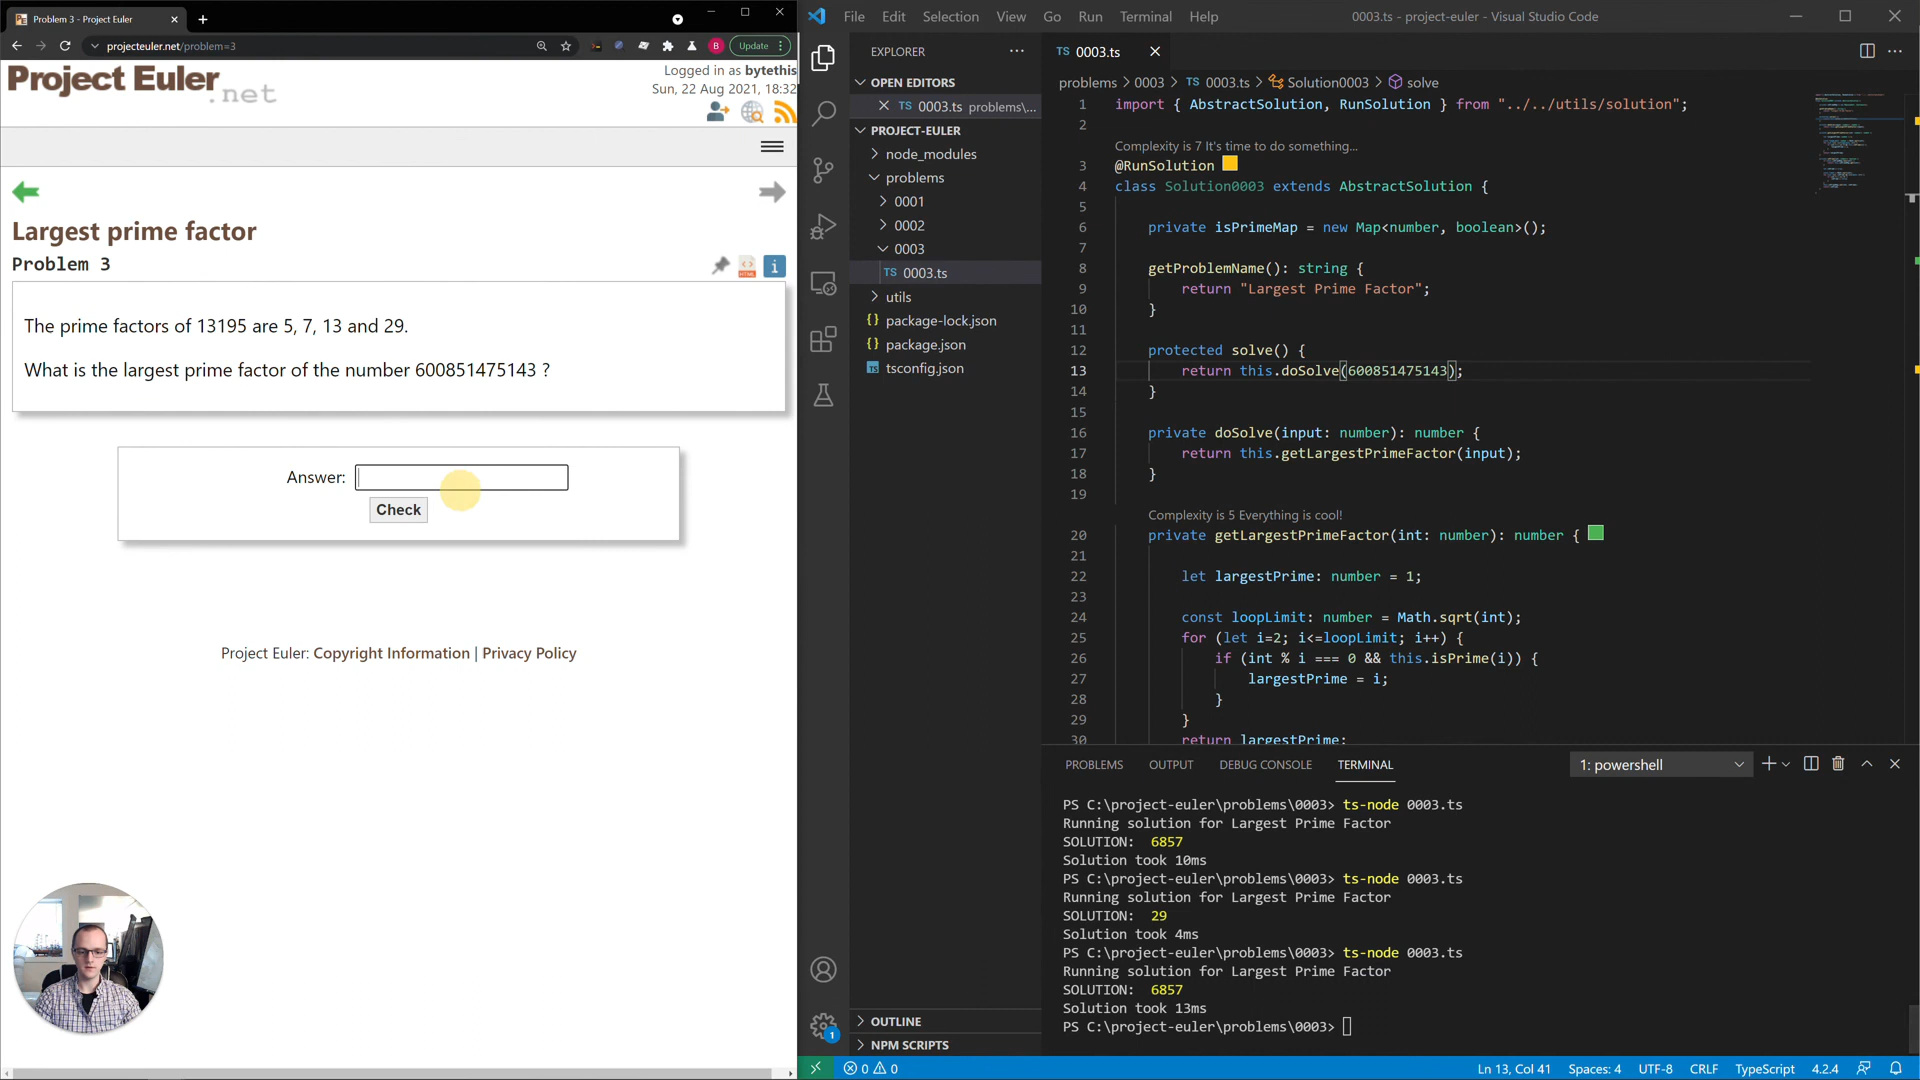 Problem 3 - Project Euler
projecteuler.net/problem=3
B
Update
Project Euler
.net
Logged in as bytethis
Sun, 22 Aug 2021, 18:32
Largest prime factor
Problem 3
HTML
i
The prime factors of 13195 are 5, 7, 13 and 29.
What is the largest prime factor of the number 600851475143 ?
Answer:
Check
Project Euler: Copyright Information | Privacy Policy
File Edit Selection View Go Run Terminal Help
0003.ts - project-euler - Visual Studio Code
EXPLORER
OPEN EDITORS
TS 0003.ts problems\...
PROJECT-EULER
node_modules
problems
0001
0002
0003
TS 0003.ts
utils
{} package-lock.json
{} package.json
tsconfig.json
OUTLINE
NPM SCRIPTS
1
TS 0003.ts
problems > 0003 > TS 0003.ts > Solution0003 > solve
1 import { AbstractSolution, RunSolution } from "../../utils/solution";
2
Complexity is 7 It's time to do something...
3 @RunSolution
4 class Solution0003 extends AbstractSolution {
5
6 private isPrimeMap = new Map<number, boolean>();
7
8 getProblemName(): string {
9 return "Largest Prime Factor";
10 }
11
12 protected solve() {
13 return this.doSolve(600851475143);
14 }
15
16 private doSolve(input: number): number {
17 return this.getLargestPrimeFactor(input);
18 }
19
Complexity is 5 Everything is cool!
20 private getLargestPrimeFactor(int: number): number {
21
22 let largestPrime: number = 1;
23
24 const loopLimit: number = Math.sqrt(int);
25 for (let i=2; i<=loopLimit; i++) {
26 if (int % i === 0 && this.isPrime(i)) {
27 largestPrime = i;
28 }
29 }
30 return largestPrime;
PROBLEMS OUTPUT DEBUG CONSOLE TERMINAL
1: powershell
PS C:\project-euler\problems\0003> ts-node 0003.ts
Running solution for Largest Prime Factor
SOLUTION: 6857
Solution took 10ms
PS C:\project-euler\problems\0003> ts-node 0003.ts
Running solution for Largest Prime Factor
SOLUTION: 29
Solution took 4ms
PS C:\project-euler\problems\0003> ts-node 0003.ts
Running solution for Largest Prime Factor
SOLUTION: 6857
Solution took 13ms
PS C:\project-euler\problems\0003>
0 0
Ln 13, Col 41 Spaces: 4 UTF-8 CRLF TypeScript 4.2.4